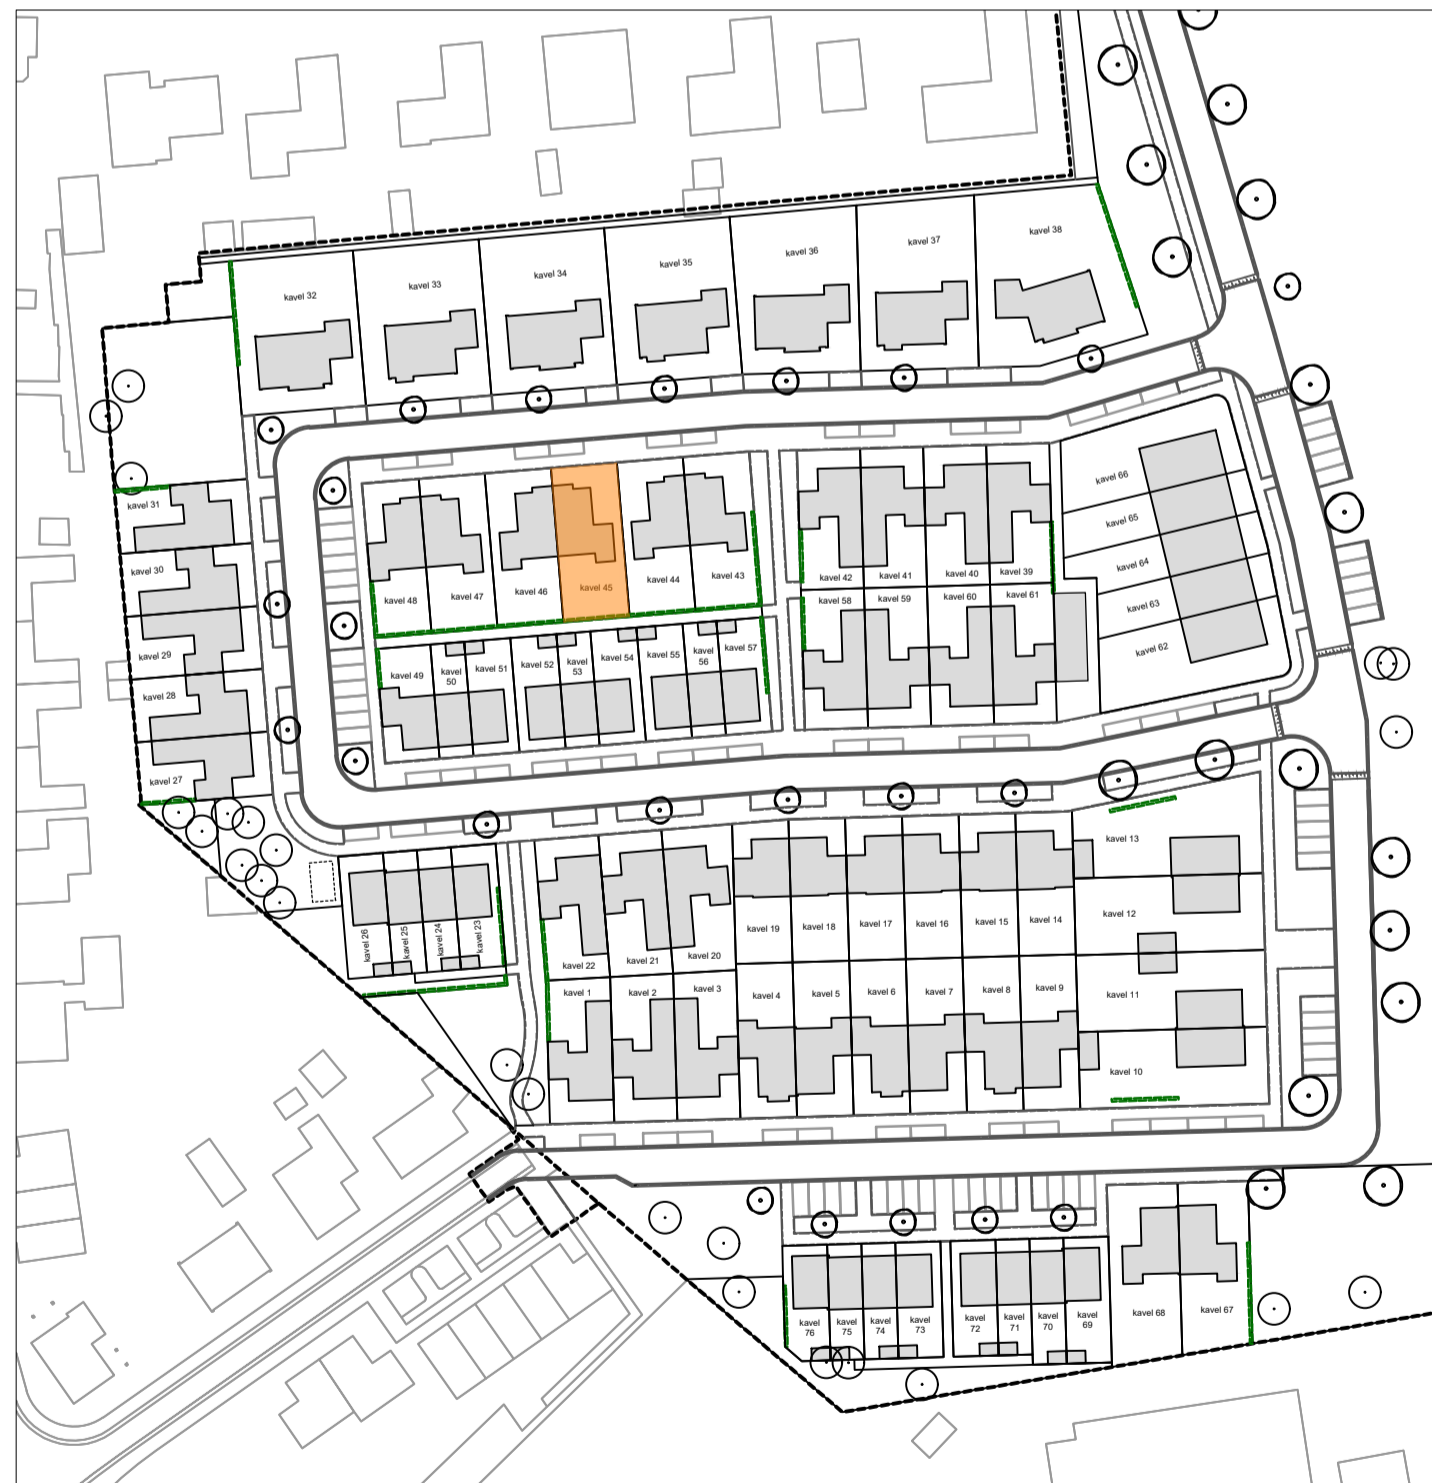 kavel 38
kavel 37
kavel 36
kavel 35
kavel 34
kavel 33
kavel 32
kavel 31
kavel 30
kavel 29
kavel 28
kavel 27
kavel 48
kavel 47
kavel 46
kavel 45
kavel 44
kavel 43
kavel 42
kavel 41
kavel 40
kavel 39
kavel 58
kavel 59
kavel 60
kavel 61
kavel 66
kavel 65
kavel 64
kavel 63
kavel 62
kavel 49
kavel
50
kavel 51
kavel 52
kavel
53
kavel 54
kavel 55
kavel
56
kavel 57
kavel 26
kavel 25
kavel 24
kavel 23
kavel 22
kavel 21
kavel 20
kavel 19
kavel 18
kavel 17
kavel 16
kavel 15
kavel 14
kavel 13
kavel 12
kavel 11
kavel 10
kavel 1
kavel 2
kavel 3
kavel 4
kavel 5
kavel 6
kavel 7
kavel 8
kavel 9
kavel
76
kavel
75
kavel
74
kavel
73
kavel
72
kavel
71
kavel
70
kavel
69
kavel 68
kavel 67